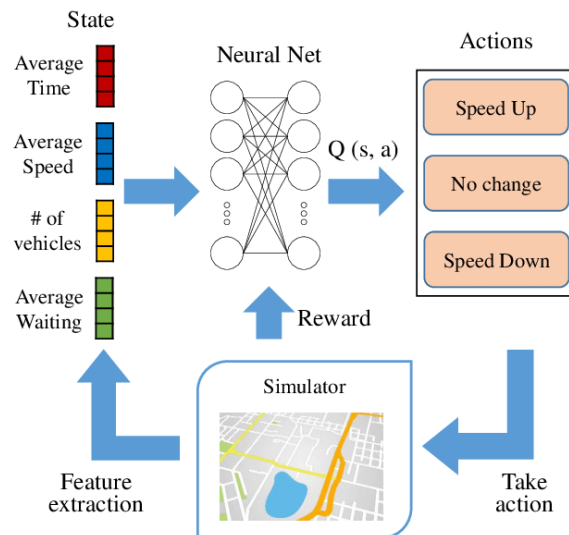 State
Average
Time
Average
Speed
# of
vehicles
Average
Waiting
Neural Net
Q (s, a)
Actions
Speed Up
No change
Speed Down
Reward
Simulator
Feature
extraction
Take
action